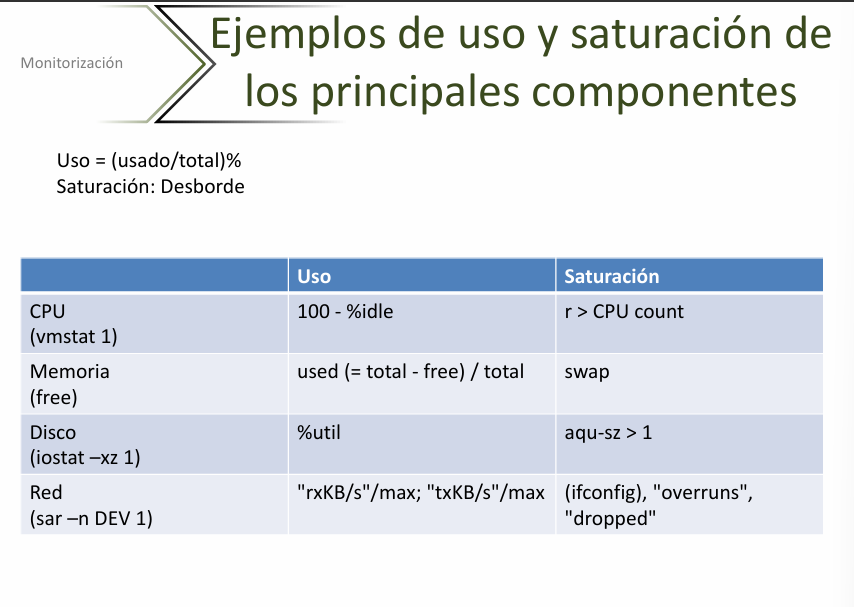 Monitorización
Ejemplos de uso y saturación de
los principales componentes
Uso = (usado/total)%
Saturación: Desborde
Uso
Saturación
CPU
(vmstat 1)
100 - %idle
r > CPU count
Memoria
(free)
used (= total - free) / total
swap
Disco
(iostat –xz 1)
%util
aqu-sz > 1
Red
(sar –n DEV 1)
"rxKB/s"/max; "txKB/s"/max
(ifconfig), "overruns",
"dropped"